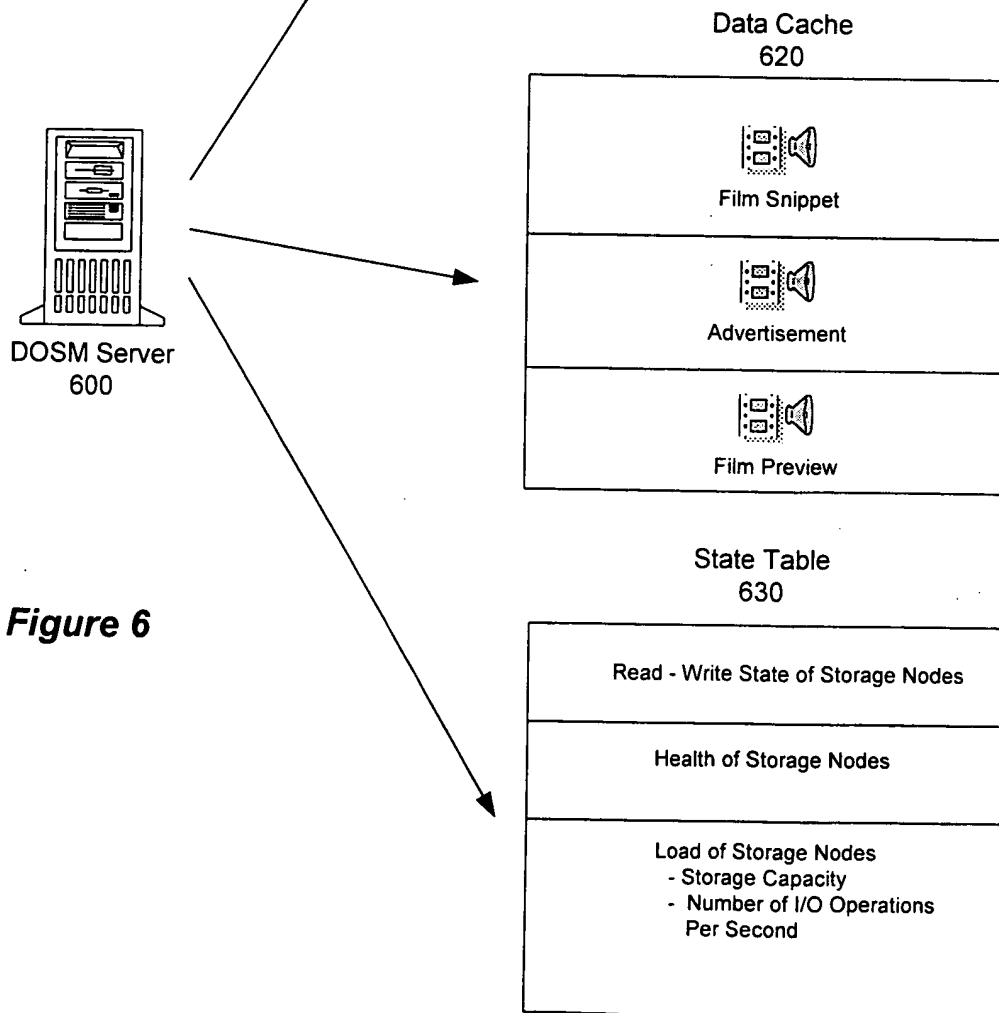 Data Cache
620
Film Snippet
Advertisement
Film Preview
DOSM Server
600
State Table
630
Figure 6
Read - Write State of Storage Nodes
Health of Storage Nodes
Load of Storage Nodes
- Storage Capacity
- Number of I/O Operations
Per Second